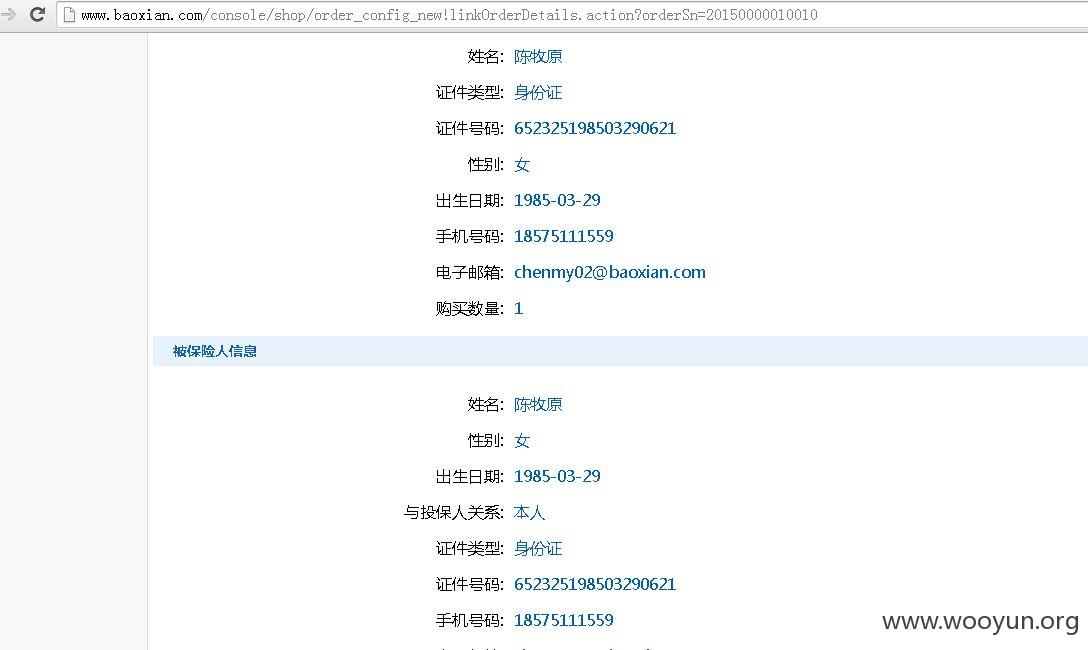 www.baoxian.com/console/shop/order_config_new!linkOrderDetails.action?orderSn=20150000010010
姓名: 陈牧原
证件类型: 身份证
证件号码: 652325198503290621
性别: 女
出生日期: 1985-03-29
手机号码: 18575111559
电子邮箱: chenmy02@baoxian.com
购买数量: 1
被保险人信息
姓名: 陈牧原
性别: 女
出生日期: 1985-03-29
与投保人关系: 本人
证件类型: 身份证
证件号码: 652325198503290621
手机号码: 18575111559
www.wooyun.org